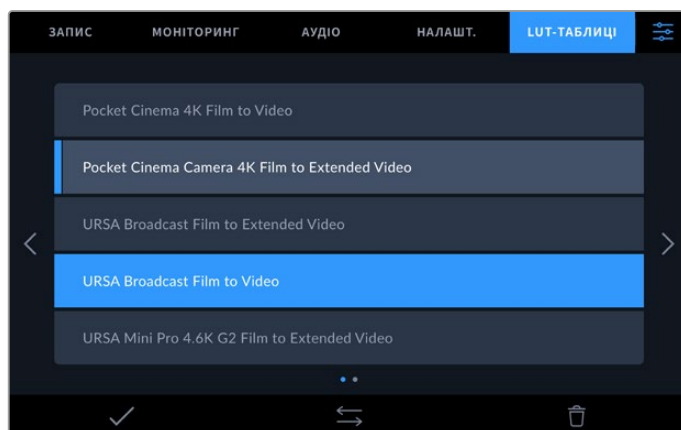 ЗАПИС МОНІТОРИНГ АУДІО НАЛАШТ. LUT-ТАБЛИЦІ
Pocket Cinema 4K Film to Video
Pocket Cinema Camera 4K Film to Extended Video
URSA Broadcast Film to Extended Video
URSA Broadcast Film to Video
URSA Mini Pro 4.6K G2 Film to Extended Video